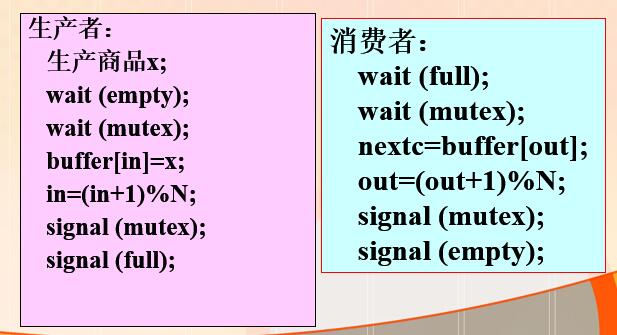 生产者：
生产商品x;
wait (empty);
wait (mutex);
buffer[in]=x;
in=(in+1)%N;
signal (mutex);
signal (full);
消费者：
wait (full);
wait (mutex);
nextc=buffer[out];
out=(out+1)%N;
signal (mutex);
signal (empty);